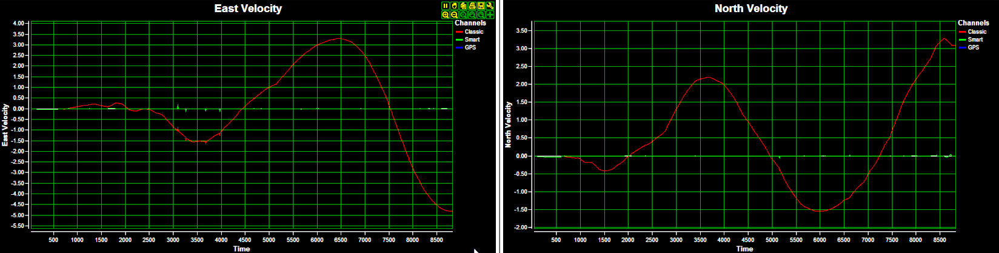 East Velocity
Channels
Classic
Smart
GPS
4.00
3.50
3.00
2.50
2.00
1.50
1.00
0.50
0.00
-0.50
-1.00
-1.50
-2.00
-2.50
-3.00
-3.50
-4.00
-4.50
-5.00
-5.50
East Velocity
500 1000 1500 2000 2500 3000 3500 4000 4500 5000 5500 6000 6500 7000 7500 8000 8500
Time
North Velocity
Channels
Classic
Smart
GPS
3.50
3.00
2.50
2.00
1.50
1.00
0.50
0.00
-0.50
-1.00
-1.50
-2.00
North Velocity
500 1000 1500 2000 2500 3000 3500 4000 4500 5000 5500 6000 6500 7000 7500 8000 8500
Time